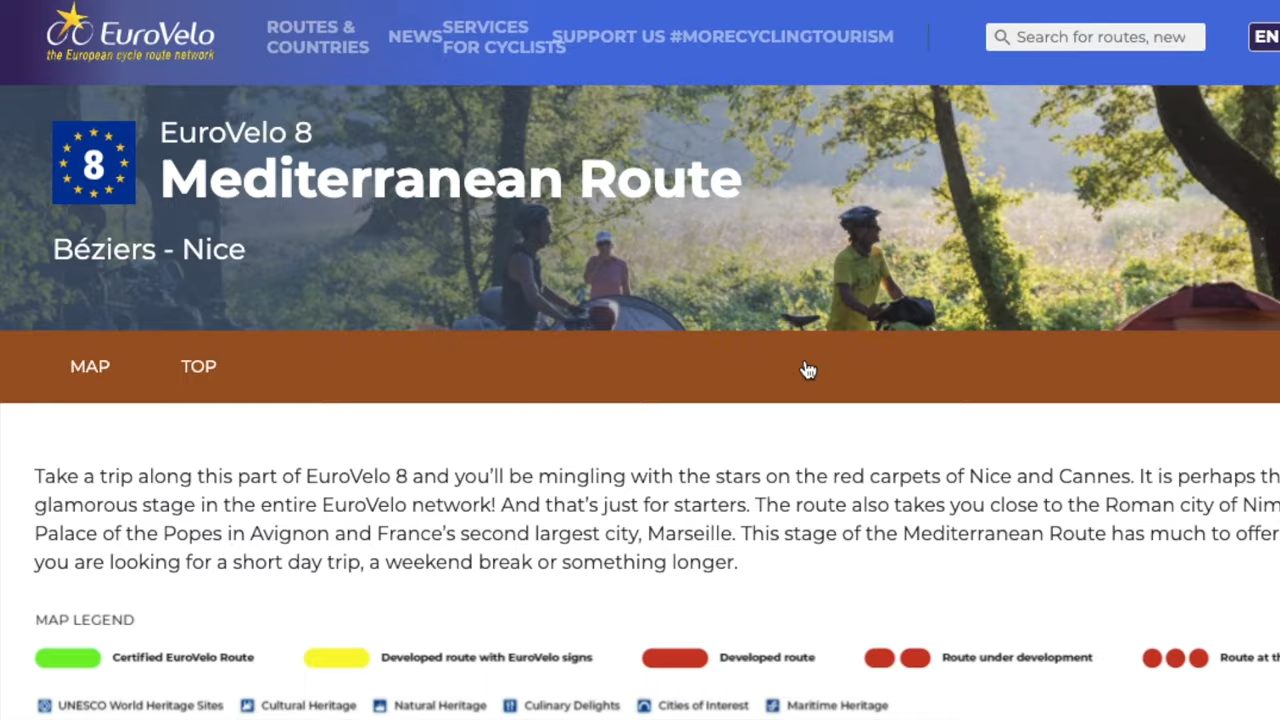 EuroVelo
the European cycle route network
ROUTES &
COUNTRIES
NEWS
SERVICES
FOR CYCLISTS
SUPPORT US #MORECYCLINGTOURISM
Search for routes, new
EN
8
EuroVelo 8
Mediterranean Route
Béziers - Nice
MAP TOP
Take a trip along this part of EuroVelo 8 and you'll be mingling with the stars on the red carpets of Nice and Cannes. It is perhaps th
glamorous stage in the entire EuroVelo network! And that's just for starters. The route also takes you close to the Roman city of Nim
Palace of the Popes in Avignon and France's second largest city, Marseille. This stage of the Mediterranean Route has much to offer
you are looking for a short day trip, a weekend break or something longer.
MAP LEGEND
Certified EuroVelo Route Developed route with EuroVelo signs Developed route Route under development Route at th
UNESCO World Heritage Sites Cultural Heritage Natural Heritage Culinary Delights Cities of Interest Maritime Heritage